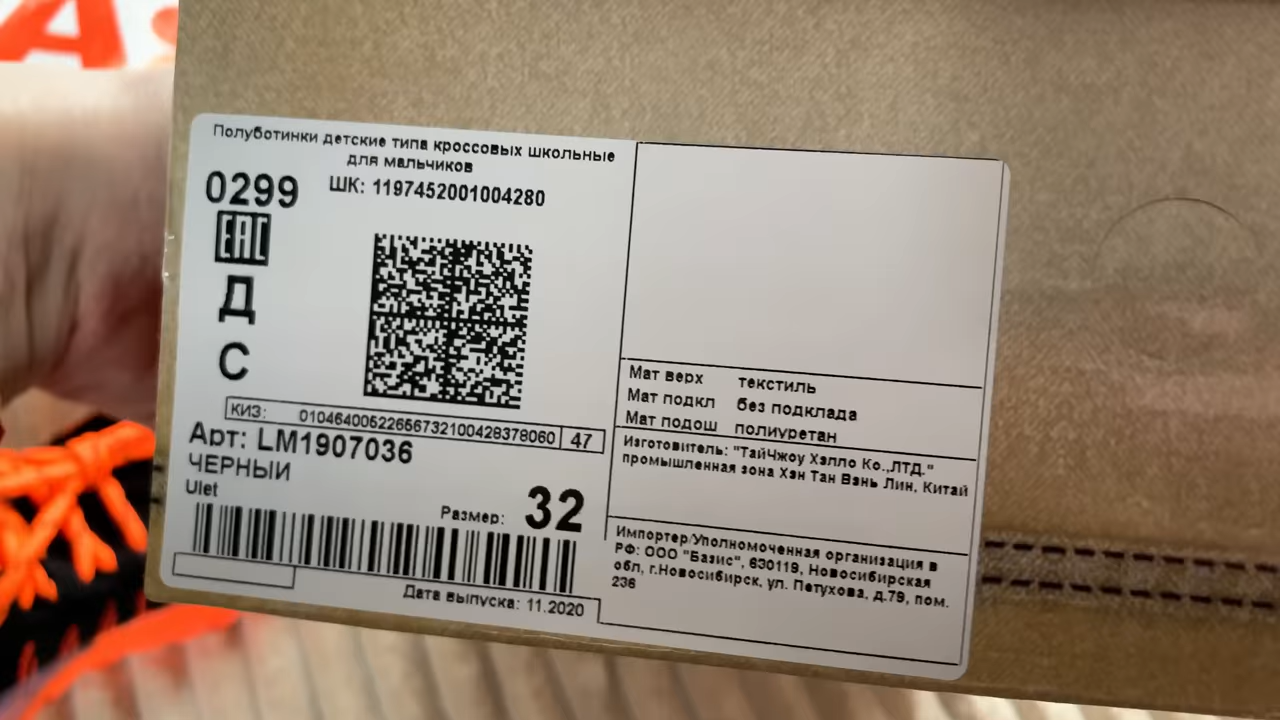 А:
Полуботинки детские типа кроссовых школьные
для мальчиков
0299
ШК: 1197452001004280
EAC
Д
С
КИЗ: 01046400522656732100428378060 47
Арт: LM1907036
ЧЕРНЫЙ
Ulet
Размер: 32
Дата выпуска: 11.2020
Мат верх текстиль
Мат подкл без подклада
Мат подош полиуретан
Изготовитель: "ТайЧжоу Хэлло Ко.,ЛТД."
промышленная зона Хэн Тан Вэнь Лин, Китай
Импортер/Уполномоченная организация в
РФ: ООО "Базис", 630119, Новосибирская
обл, г.Новосибирск, ул. Петухова, д.79, пом.
236